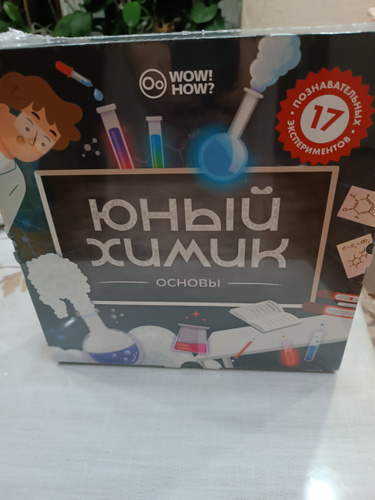 WOW!
HOW?
17
ПОЗНАВАТЕЛЬНЫХ
ЭКСПЕРИМЕНТОВ
ЮНЫЙ
ХИМИК
ОСНОВЫ